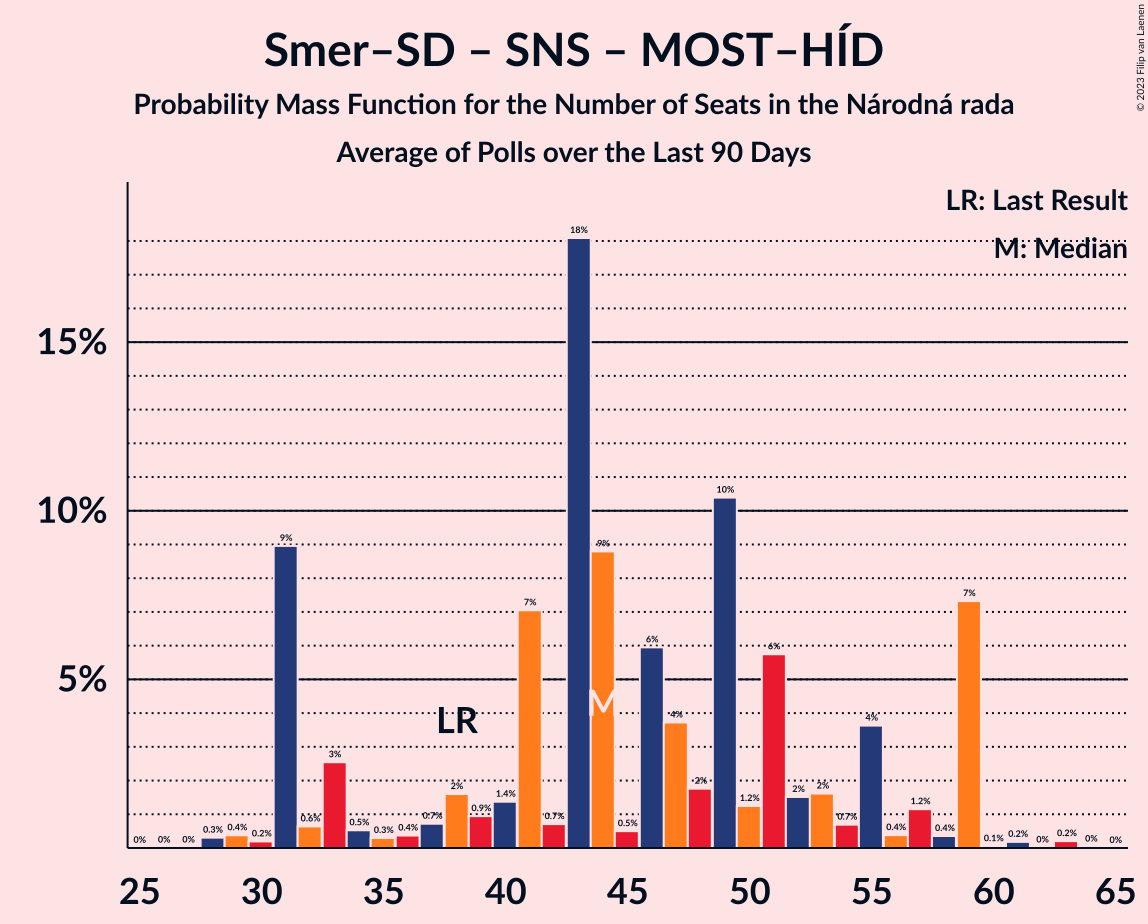 Smer–SD – SNS – MOST–HÍD
Probability Mass Function for the Number of Seats in the Národná rada
Average of Polls over the Last 90 Days
© 2023 Filip van Laenen
LR: Last Result
M: Median
15%
10%
5%
0% 0% 0% 0.3% 0.4% 0.2% 9% 0.6% 3% 0.5% 0.3% 0.4% 0.7% 2% 0.9% 1.4% 7% 0.7% 18% 9% 0.5% 6% 4% 2% 10% 1.2% 6% 2% 2% 0.7% 4% 0.4% 1.2% 0.4% 7% 0.1% 0.2% 0% 0.2% 0% 0%
LR
M
25 30 35 40 45 50 55 60 65